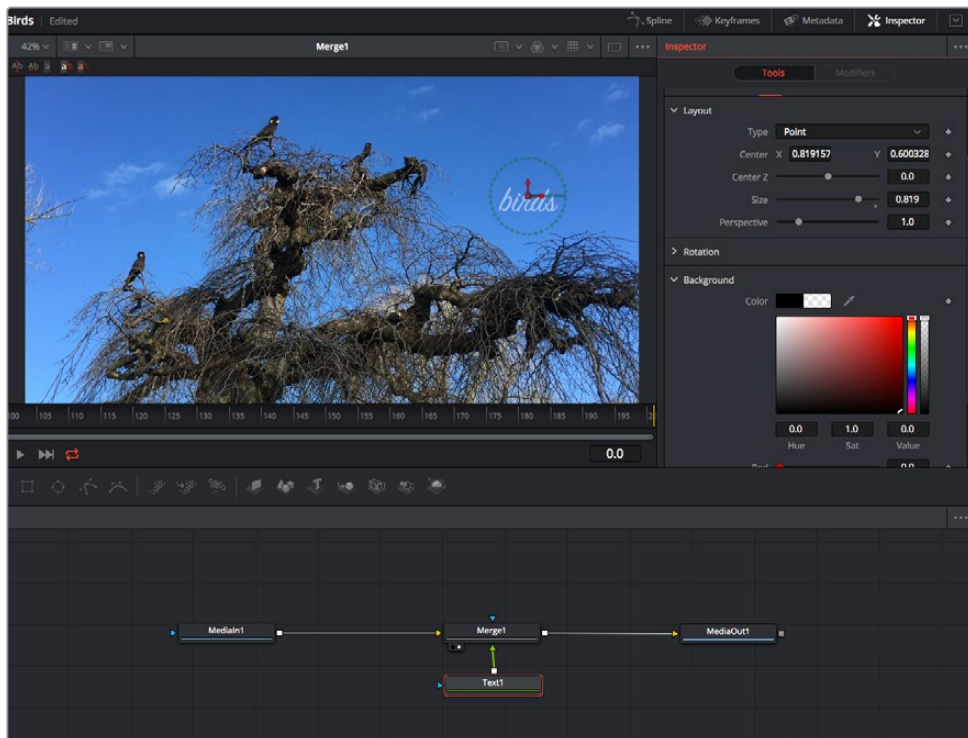 Birds Edited Spline Keyframes Metadata Inspector
42% Merge1 Inspector
Tools Modifiers
Layout
Type Point
Center X 0.819157 Y 0.600328
Center Z 0.0
Size 0.819
Perspective 1.0
birds
Rotation
Background
Color
100 105 110 115 120 125 130 135 140 145 150 155 160 165 170 175 180 185 190 195
0.0 1.0 0.0
Hue Sat Value
0.0
MediaIn1 Merge1 MediaOut1
Text1